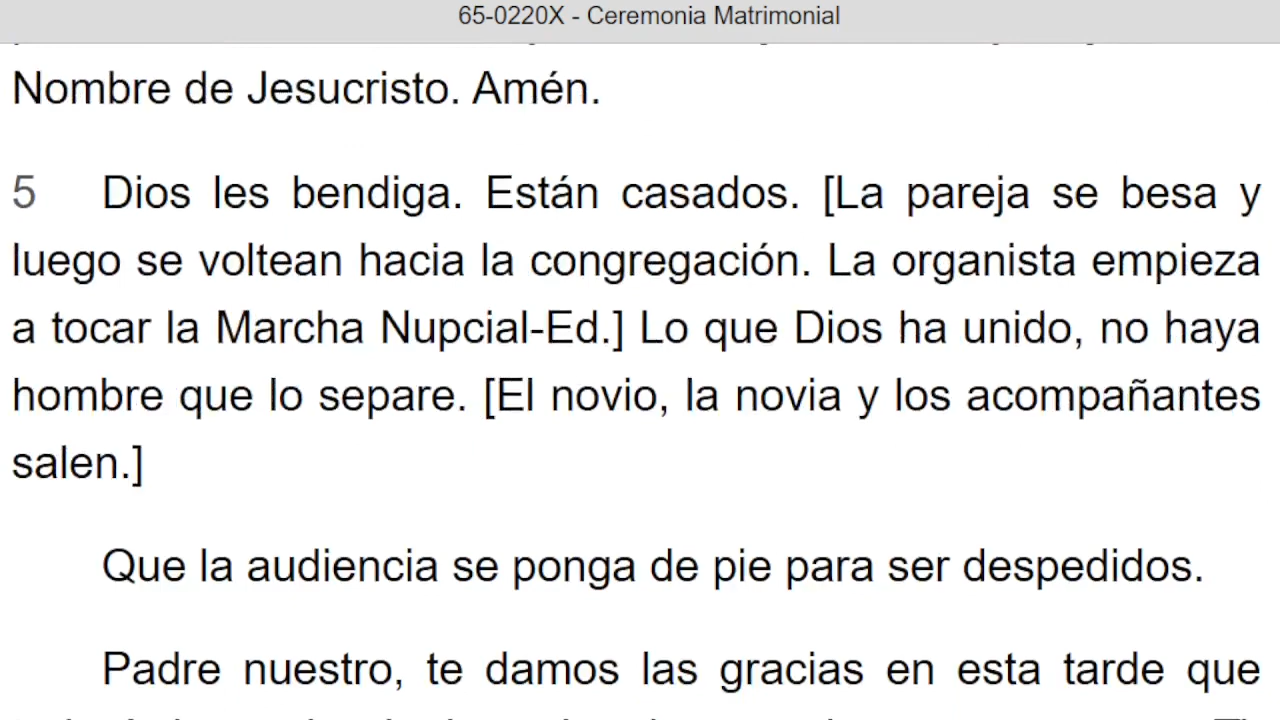 65-0220X - Ceremonia Matrimonial
Nombre de Jesucristo. Amén.
5 Dios les bendiga. Están casados. [La pareja se besa y
luego se voltean hacia la congregación. La organista empieza
a tocar la Marcha Nupcial-Ed.] Lo que Dios ha unido, no haya
hombre que lo separe. [El novio, la novia y los acompañantes
salen.]
Que la audiencia se ponga de pie para ser despedidos.
Padre nuestro, te damos las gracias en esta tarde que